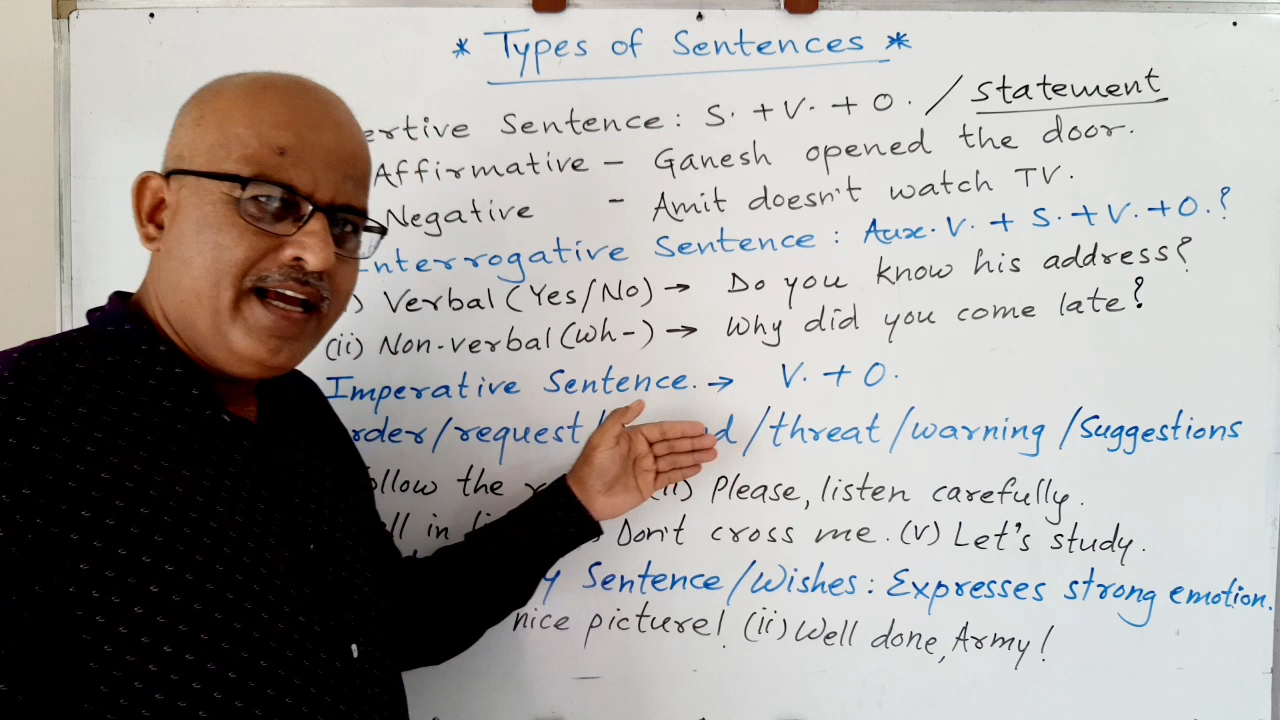 * Types of Sentences *
ertive Sentence: S. + V. + O. / statement
Affirmative – Ganesh opened the door.
Negative – Amit doesn't watch TV.
Interrogative Sentence : Aux. V. + S. + V. + O. ?
) Verbal (Yes/No) → Do you know his address?
(ii) Non-verbal (Wh-) → Why did you come late?
Imperative Sentence. → V. + O.
rder/request/ d/threat/warning/Suggestions
ollow the (ii) Please, listen carefully.
ll in Don't cross me. (V) Let's study.
y Sentence/Wishes : Expresses strong emotion.
nice picture! (ii) Well done, Army!